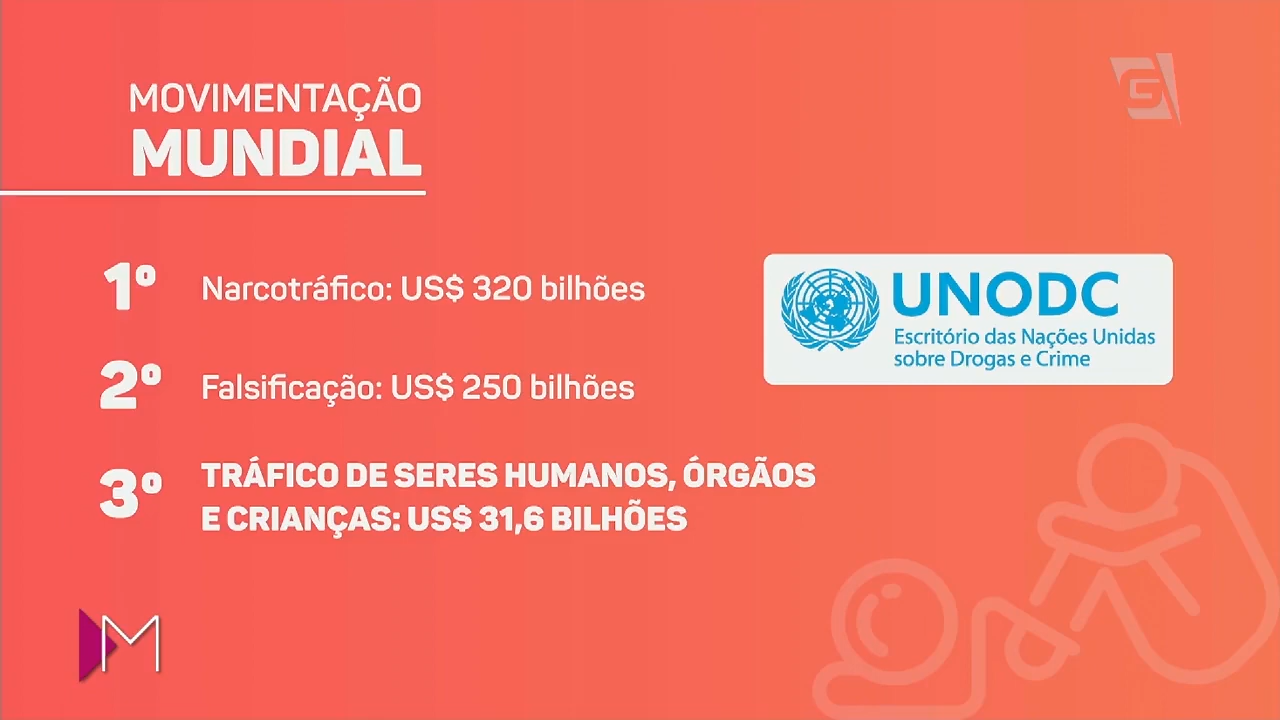 MOVIMENTAÇÃO
MUNDIAL
1º Narcotráfico: US$ 320 bilhões
2º Falsificação: US$ 250 bilhões
3º TRÁFICO DE SERES HUMANOS, ÓRGÃOS
E CRIANÇAS: US$ 31,6 BILHÕES
UNODC
Escritório das Nações Unidas
sobre Drogas e Crime
G
M